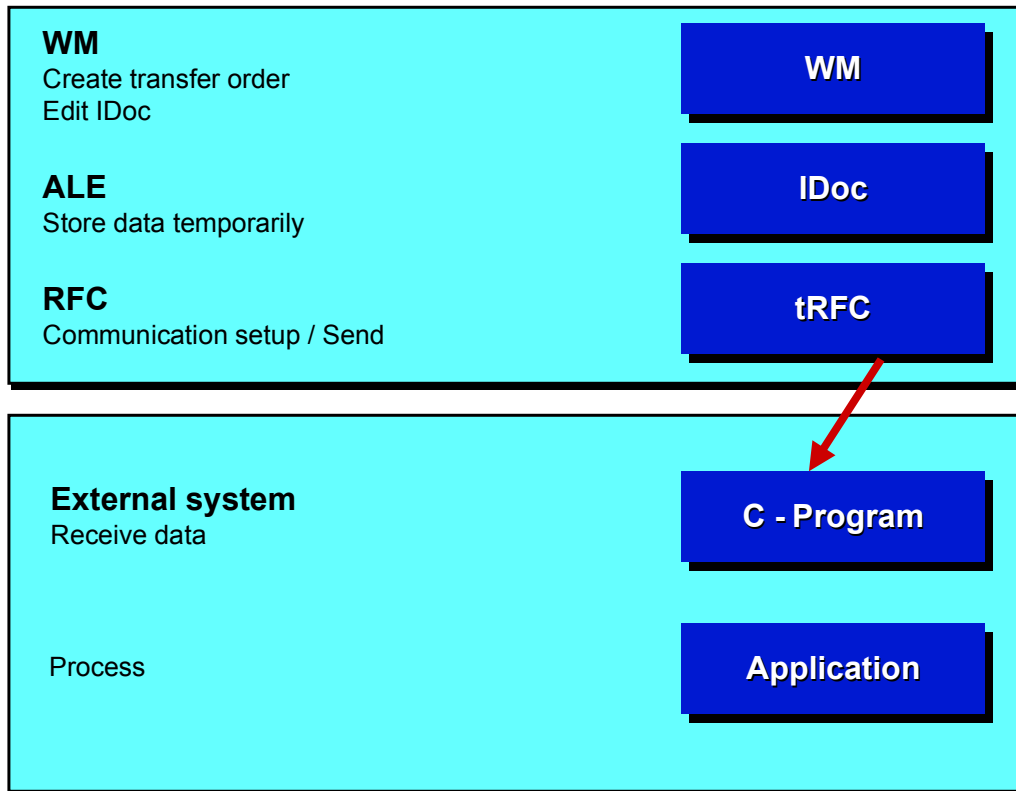 WM
Create transfer order
Edit IDoc
WM
ALE
Store data temporarily
IDoc
RFC
Communication setup / Send
tRFC
External system
Receive data
C - Program
Process
Application